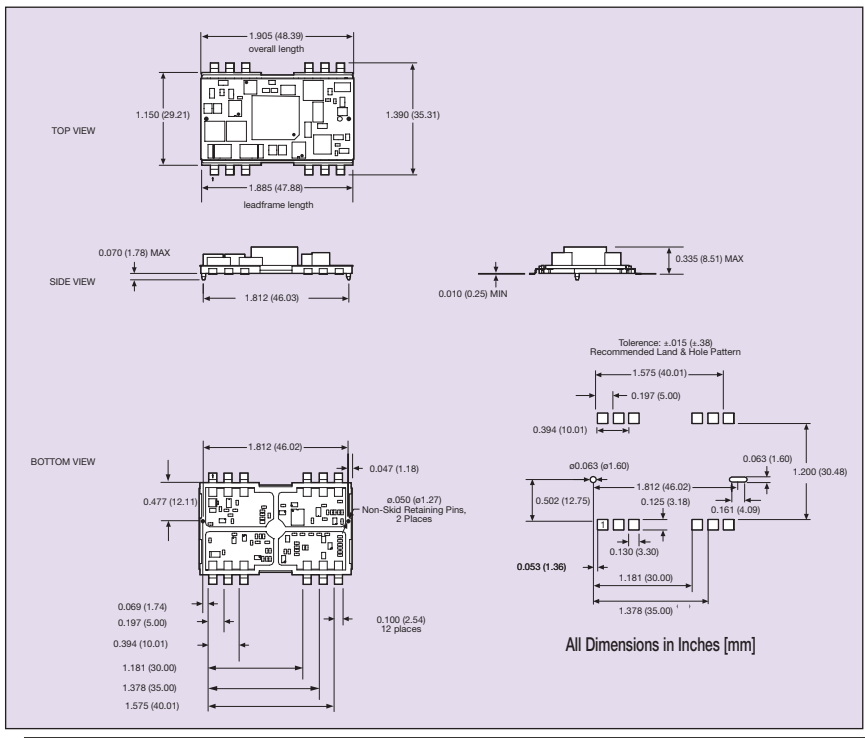 1.905 (48.39)
overall length
1.150 (29.21)
1.390 (35.31)
TOP VIEW
1
1.885 (47.88)
leadframe length
0.070 (1.78) MAX
0.335 (8.51) MAX
SIDE VIEW
1.812 (46.03)
0.010 (0.25) MIN
Tolerence: ±.015 (±.38)
Recommended Land & Hole Pattern
1.575 (40.01)
0.197 (5.00)
0.394 (10.01)
BOTTOM VIEW
1.812 (46.02)
0.047 (1.18)
1
0.477 (12.11)
ø.050 (ø1.27)
Non-Skid Retaining Pins,
2 Places
ø0.063 (ø1.60)
0.063 (1.60)
1.812 (46.02)
1.200 (30.48)
0.502 (12.75)
0.125 (3.18)
0.161 (4.09)
1
0.130 (3.30)
0.053 (1.36)
1.181 (30.00)
1.378 (35.00)
0.069 (1.74)
0.197 (5.00)
0.100 (2.54)
12 places
0.394 (10.01)
1.181 (30.00)
1.378 (35.00)
1.575 (40.01)
All Dimensions in Inches [mm]